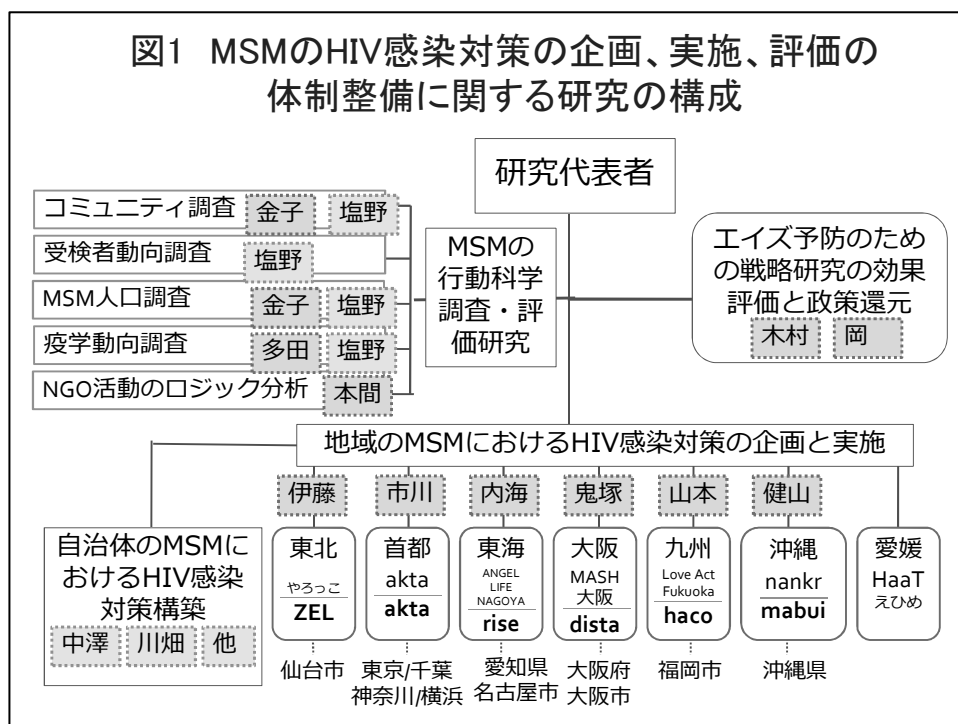 図1 MSMのHIV感染対策の企画、実施、評価の
体制整備に関する研究の構成
研究代表者
コミュニティ調査 金子 塩野
受検者動向調査 塩野
MSM人口調査 金子 塩野
疫学動向調査 多田 塩野
NGO活動のロジック分析 本間
MSMの
行動科学
調査・評
価研究
エイズ予防のため
の戦略研究の効果
評価と政策還元
木村 岡
地域のMSMにおけるHIV感染対策の企画と実施
自治体のMSMに
おけるHIV感染
対策構築
中澤 川畑 他
伊藤
東北
やろっこ
ZEL
仙台市
市川
首都
akta
akta
東京/千葉
神奈川/横浜
内海
東海
ANGEL
LIFE
NAGOYA
rise
愛知県
名古屋市
鬼塚
大阪
MASH
大阪
dista
大阪府
大阪市
山本
九州
Love Act
Fukuoka
haco
福岡市
健山
沖縄
nankr
mabui
沖縄県
愛媛
HaaT
えひめ